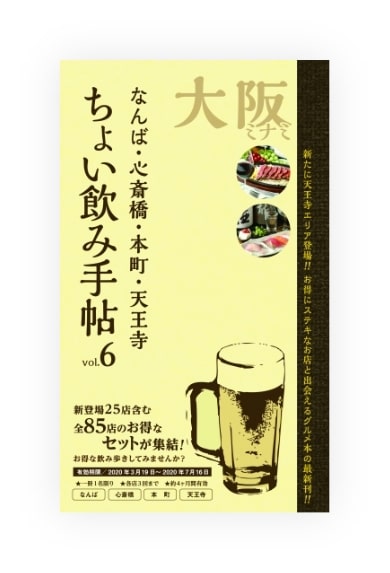 大阪
ミナミ
なんば・心斎橋・本町・天王寺
ちょい飲み手帖
vol.6
新たに天王寺エリア登場!! お得にステキなお店と出会えるグルメ本の最新刊!!
新登場25店含む
全85店のお得な
セットが集結!
お得な飲み歩きしてみませんか?
有効期間/2020年3月19日〜2020年7月16日
★一冊1名限り ★各店3回まで ★約4ヶ月間有効
なんば 心斎橋 本町 天王寺